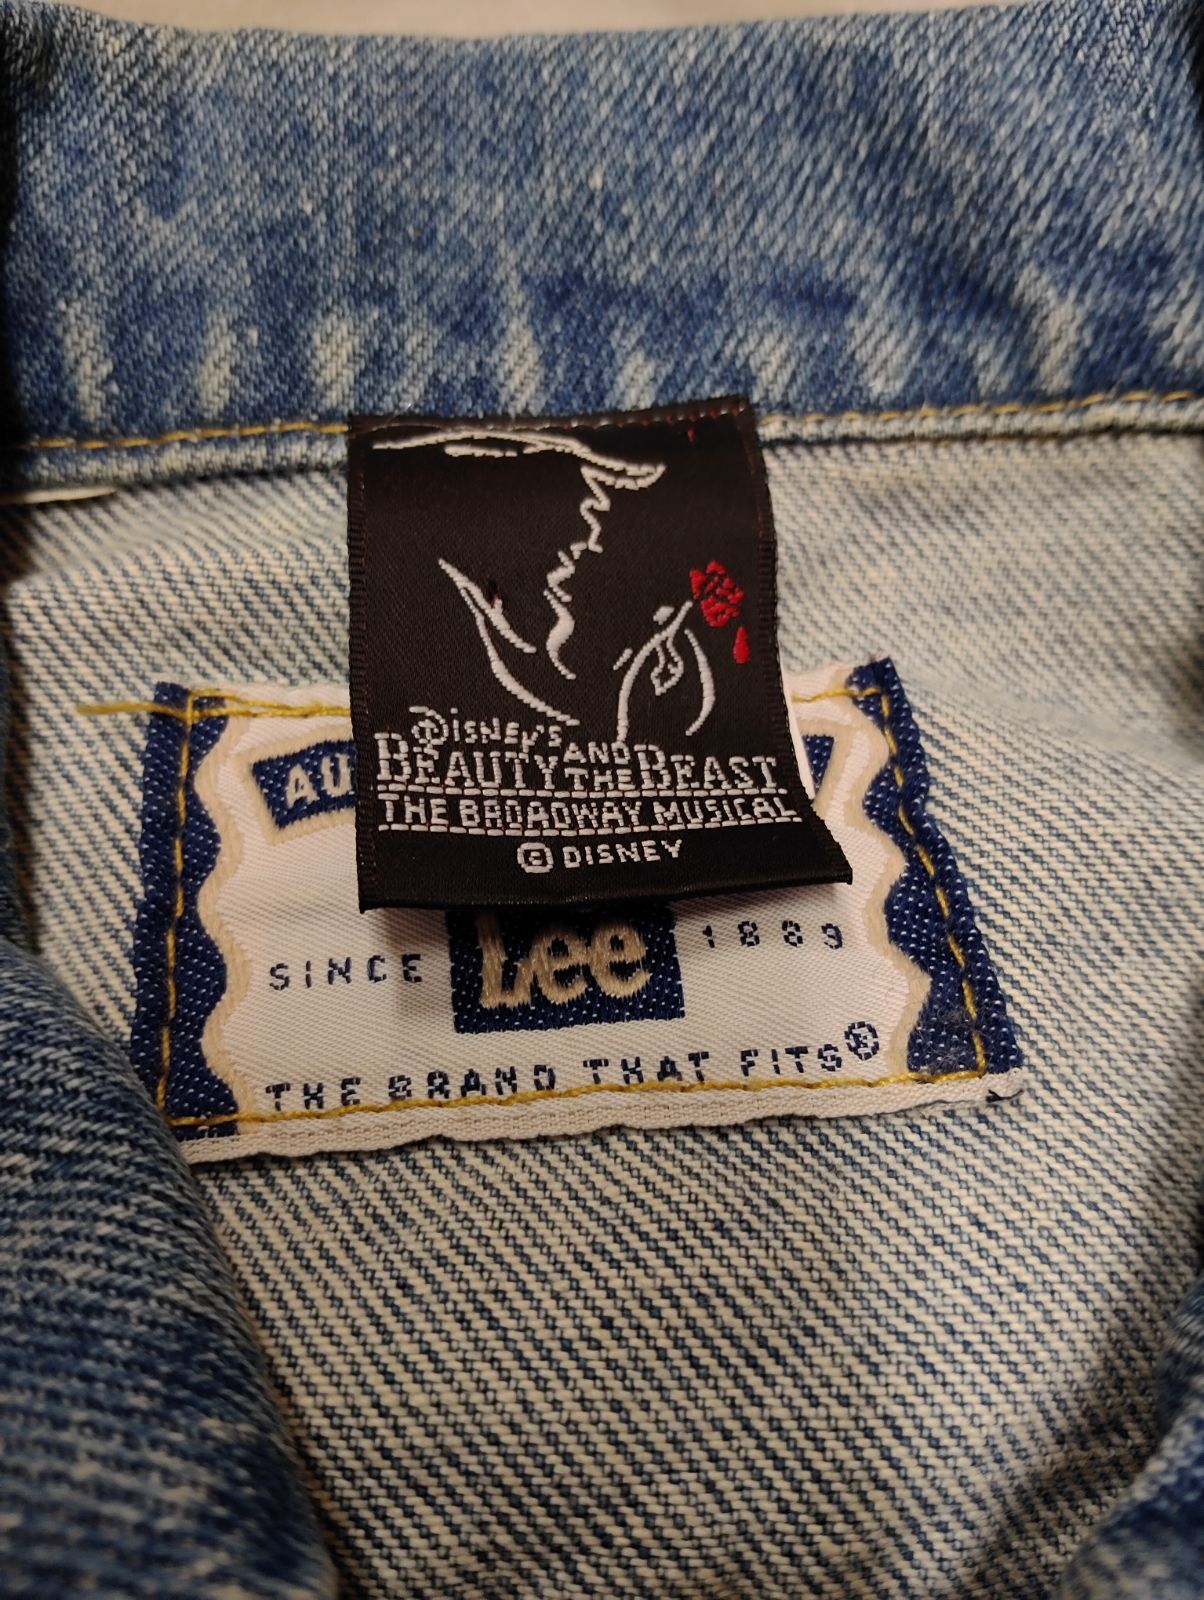 Disney's
BEAUTY AND THE BEAST
THE BROADWAY MUSICAL
© DISNEY
AU
SINCE Lee 1889
THE BRAND THAT FITS®